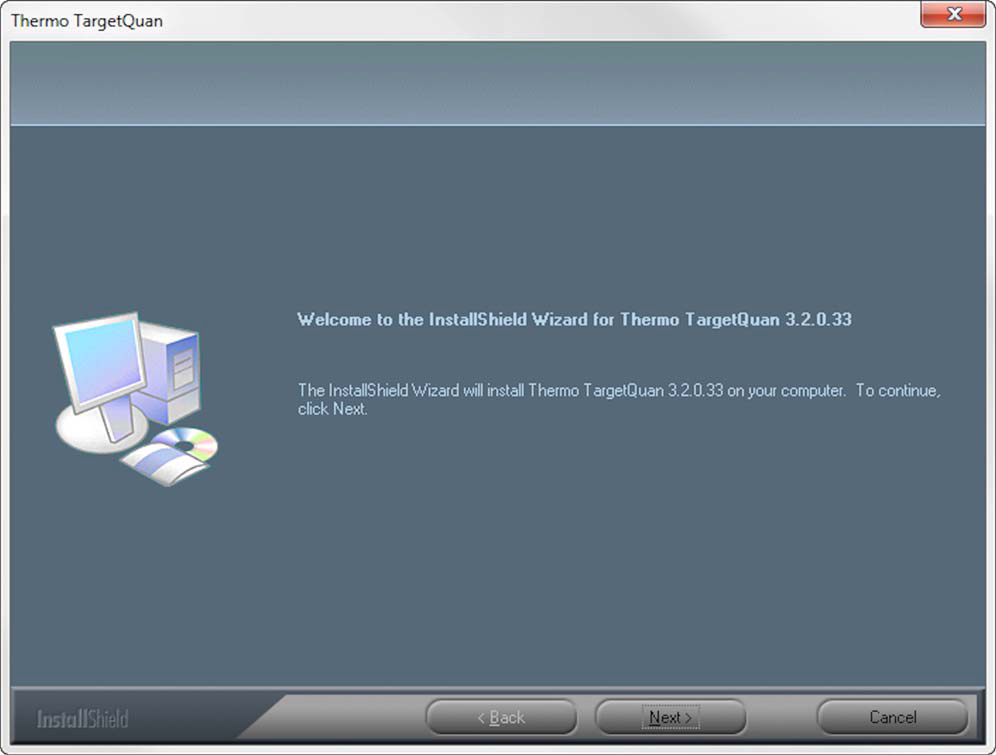 Thermo TargetQuan
Welcome to the InstallShield Wizard for Thermo TargetQuan 3.2.0.33
The InstallShield Wizard will install Thermo TargetQuan 3.2.0.33 on your computer.  To continue,
click Next.
InstallShield
< Back
Next >
Cancel